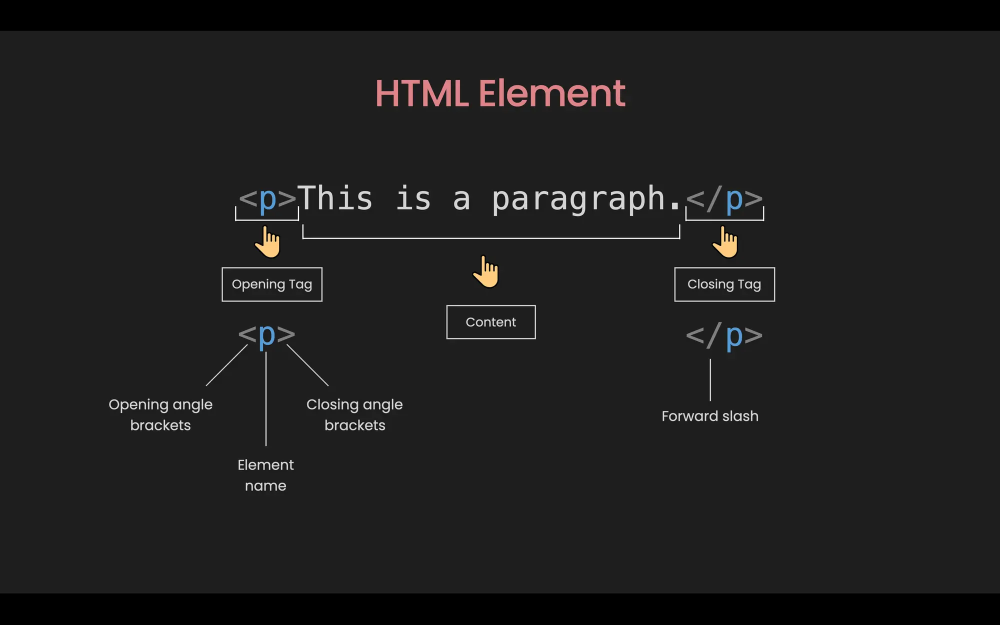 HTML Element
<p>This is a paragraph.</p>
Opening Tag
Closing Tag
Content
<p>
</p>
Opening angle
brackets
Closing angle
brackets
Forward slash
Element
name